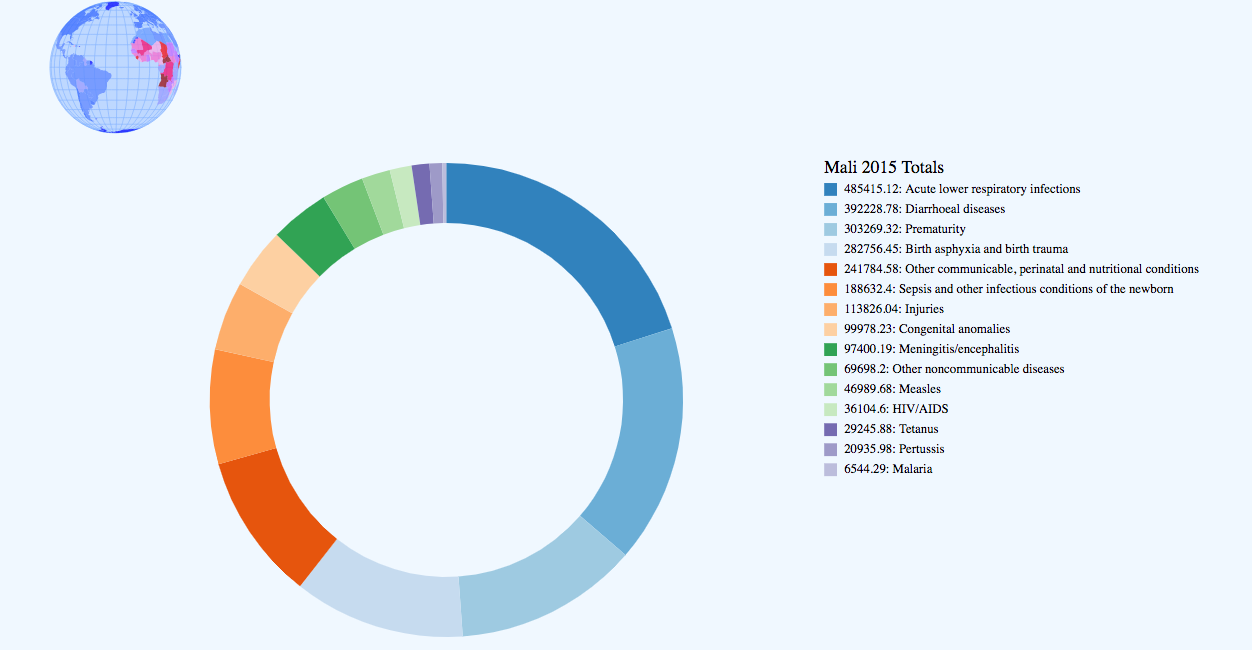 Mali 2015 Totals
485415.12: Acute lower respiratory infections
392228.78: Diarrhoeal diseases
303269.32: Prematurity
282756.45: Birth asphyxia and birth trauma
241784.58: Other communicable, perinatal and nutritional conditions
188632.4: Sepsis and other infectious conditions of the newborn
113826.04: Injuries
99978.23: Congenital anomalies
97400.19: Meningitis/encephalitis
69698.2: Other noncommunicable diseases
46989.68: Measles
36104.6: HIV/AIDS
29245.88: Tetanus
20935.98: Pertussis
6544.29: Malaria